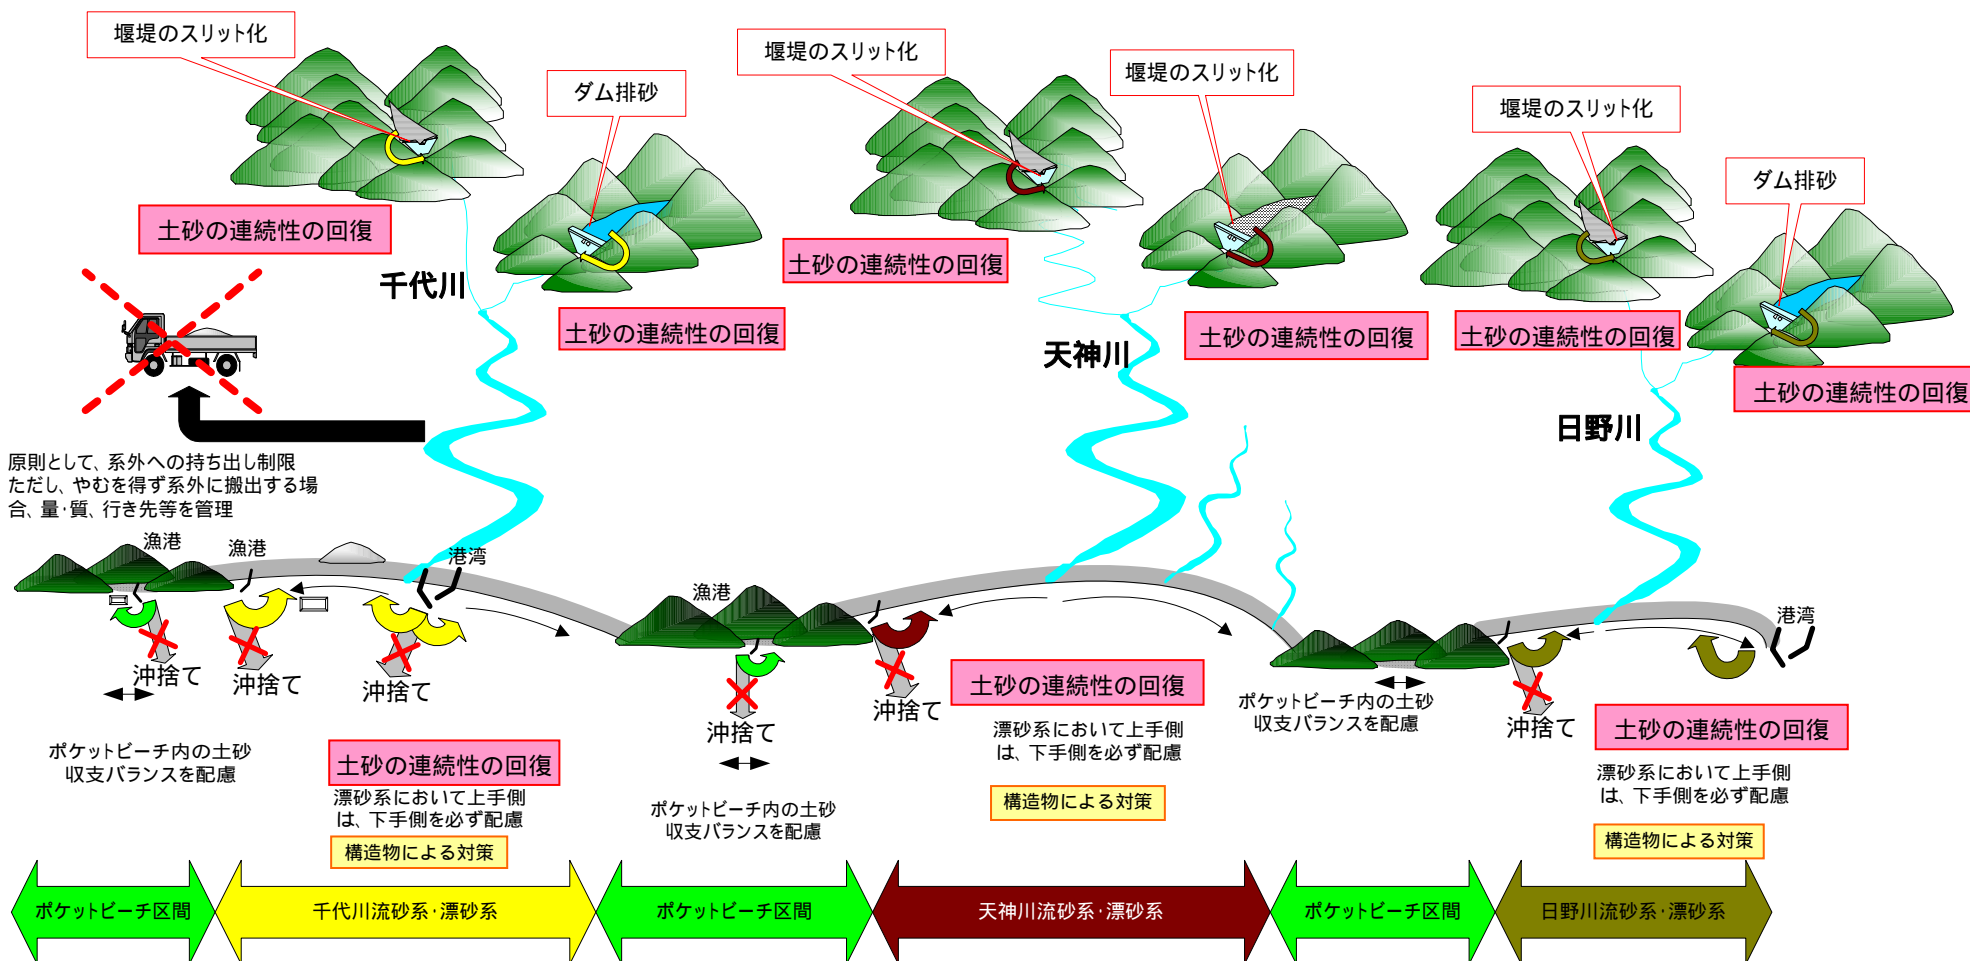 堰堤のスリット化
ダム排砂
堰堤のスリット化
堰堤のスリット化
堰堤のスリット化
ダム排砂
土砂の連続性の回復
千代川
土砂の連続性の回復
土砂の連続性の回復
天神川
土砂の連続性の回復
土砂の連続性の回復
土砂の連続性の回復
日野川
原則として、系外への持ち出し制限
ただし、やむを得ず系外に搬出する場
合、量・質、行き先等を管理
漁港
漁港
港湾
漁港
港湾
沖捨て
沖捨て
沖捨て
沖捨て
沖捨て
沖捨て
ポケットビーチ内の土砂
収支バランスを配慮
土砂の連続性の回復
漂砂系において上手側
は、下手側を必ず配慮
構造物による対策
ポケットビーチ内の土砂
収支バランスを配慮
土砂の連続性の回復
漂砂系において上手側
は、下手側を必ず配慮
構造物による対策
ポケットビーチ内の土砂
収支バランスを配慮
土砂の連続性の回復
漂砂系において上手側
は、下手側を必ず配慮
構造物による対策
ポケットビーチ区間
千代川流砂系・漂砂系
ポケットビーチ区間
天神川流砂系・漂砂系
ポケットビーチ区間
日野川流砂系・漂砂系